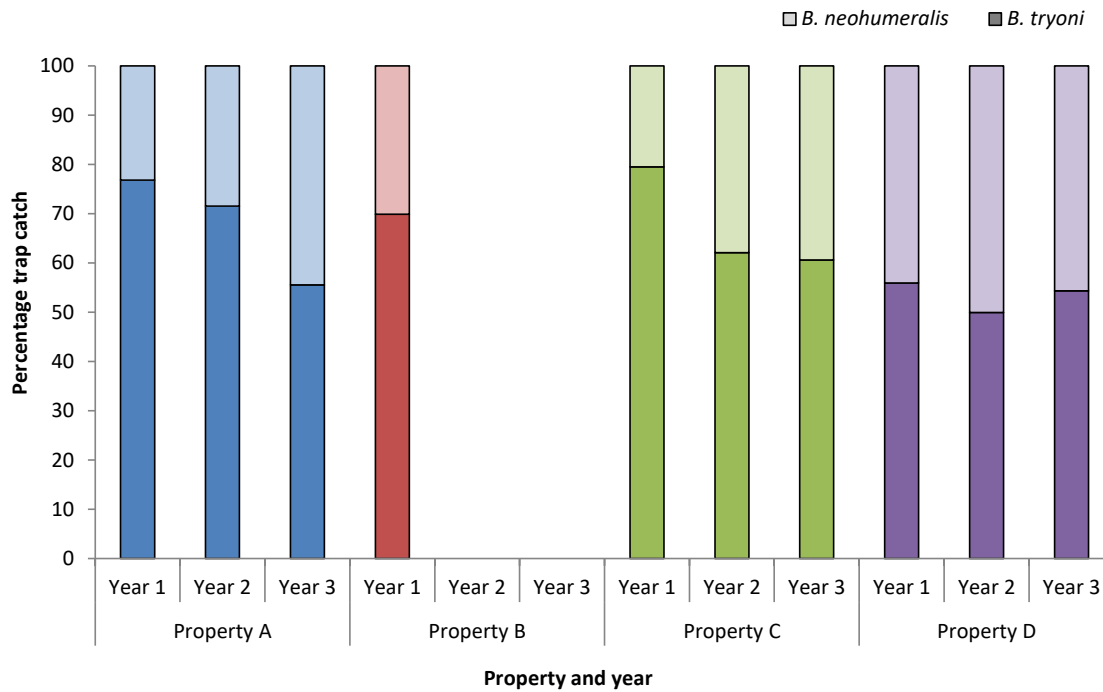 B. neohumeralis B. tryoni
100
90
80
70
60
50
40
30
20
10
0
Percentage trap catch
Year 1 Year 2 Year 3 Year 1 Year 2 Year 3 Year 1 Year 2 Year 3 Year 1 Year 2 Year 3
Property A Property B Property C Property D
Property and year